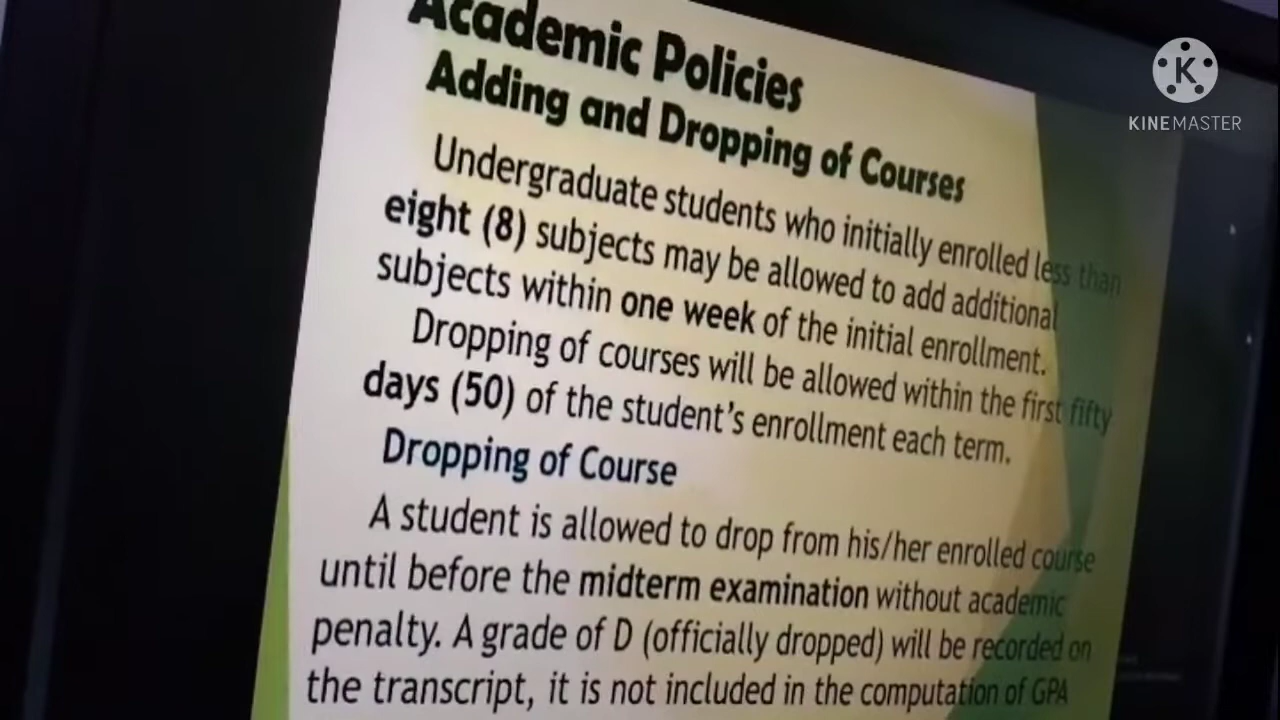 Academic Policies
Adding and Dropping of Courses
Undergraduate students who initially enrolled less than
eight (8) subjects may be allowed to add additional
subjects within one week of the initial enrollment.
Dropping of courses will be allowed within the first fifty
days (50) of the student's enrollment each term.
Dropping of Course
A student is allowed to drop from his/her enrolled course
until before the midterm examination without academic
penalty. A grade of D (officially dropped) will be recorded on
the transcript, it is not included in the computation of GPA
K
KINEMASTER